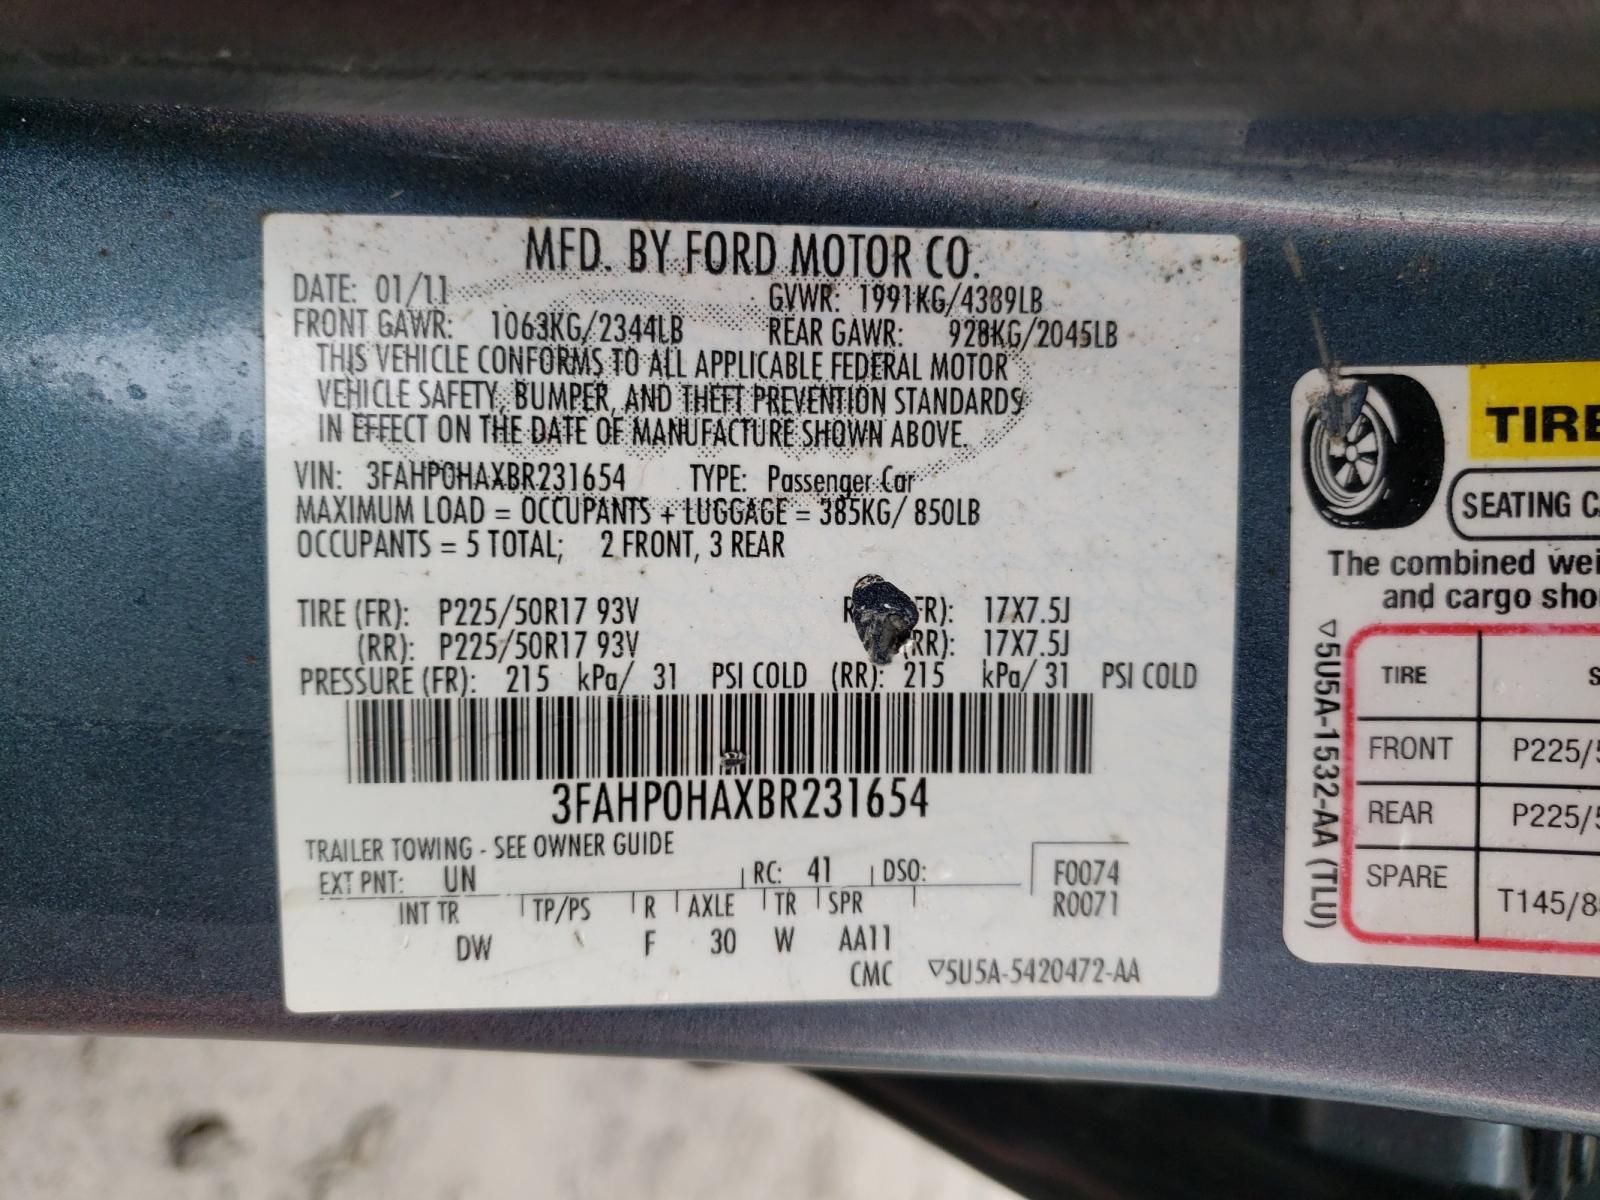 MFD. BY FORD MOTOR CO.
DATE: 01/11 GVWR: 1991KG/4389LB
FRONT GAWR: 1063KG/2344LB REAR GAWR: 928KG/2045LB
THIS VEHICLE CONFORMS TO ALL APPLICABLE FEDERAL MOTOR
VEHICLE SAFETY, BUMPER, AND THEFT PREVENTION STANDARDS
IN EFFECT ON THE DATE OF MANUFACTURE SHOWN ABOVE.
VIN: 3FAHP0HAXBR231654 TYPE: Passenger Car
MAXIMUM LOAD = OCCUPANTS + LUGGAGE = 385KG/ 850LB
OCCUPANTS = 5 TOTAL; 2 FRONT, 3 REAR
TIRE (FR): P225/50R17 93V FR): 17X7.5J
(RR): P225/50R17 93V (RR): 17X7.5J
PRESSURE (FR): 215 kPa/ 31 PSI COLD (RR): 215 kPa/ 31 PSI COLD
3FAHP0HAXBR231654
TRAILER TOWING - SEE OWNER GUIDE
EXT PNT: UN RC: 41 DSO: F0074
INT TR TP/PS R AXLE TR SPR R0071
DW F 30 W AA11
CMC ▽5U5A-5420472-AA
TIRE
SEATING C
The combined wei
and cargo sho
▽5U5A-1532-AA (TLU)
TIRE S
FRONT P225/5
REAR P225/5
SPARE T145/8